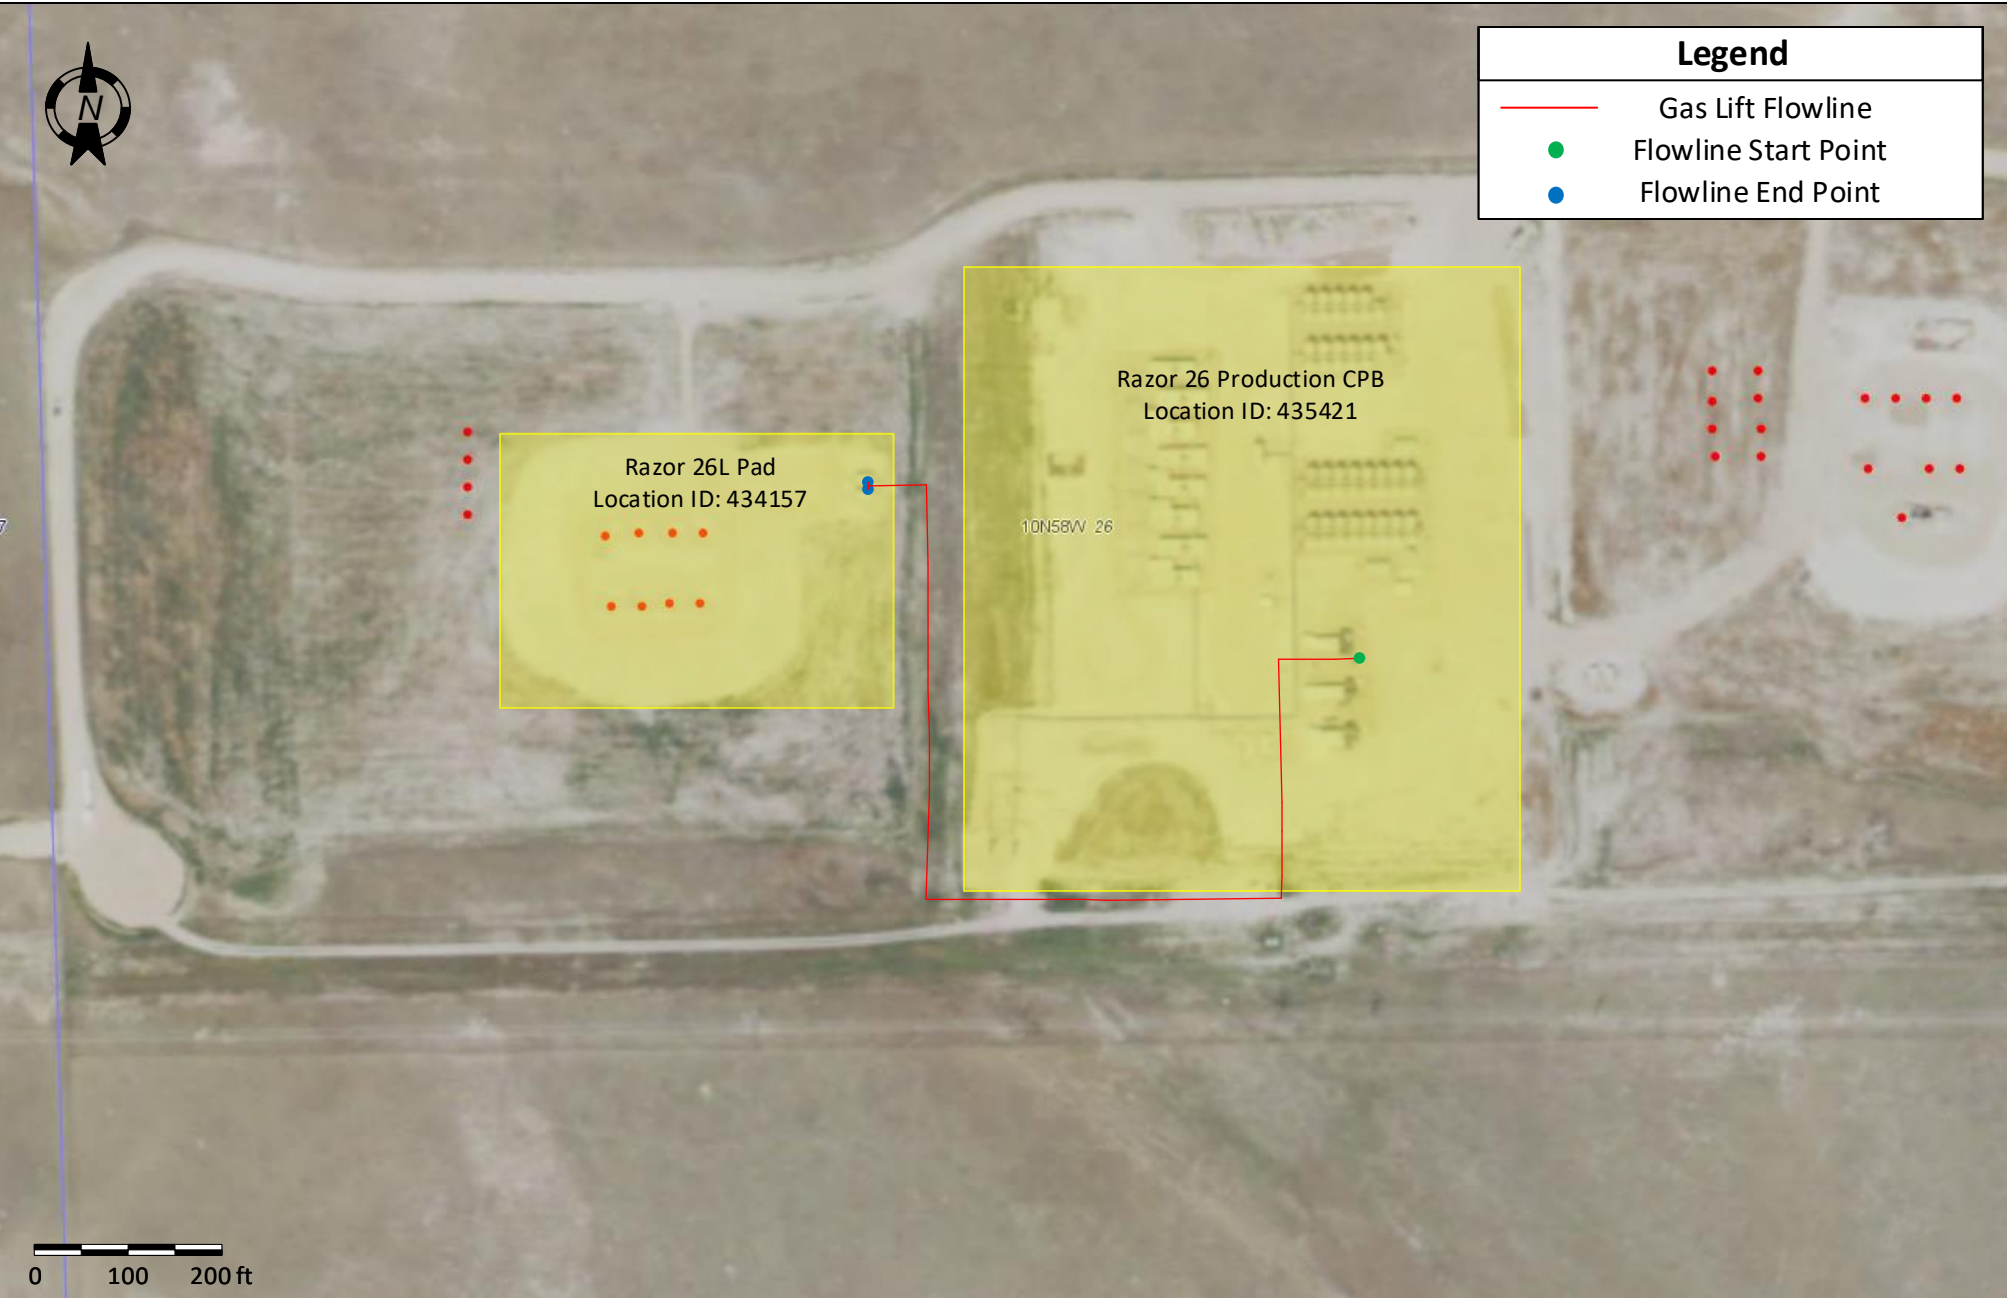 N
Legend
Gas Lift Flowline
Flowline Start Point
Flowline End Point
Razor 26 Production CPB
Location ID: 435421
Razor 26L Pad
Location ID: 434157
10N58W 26
7
0 100 200 ft